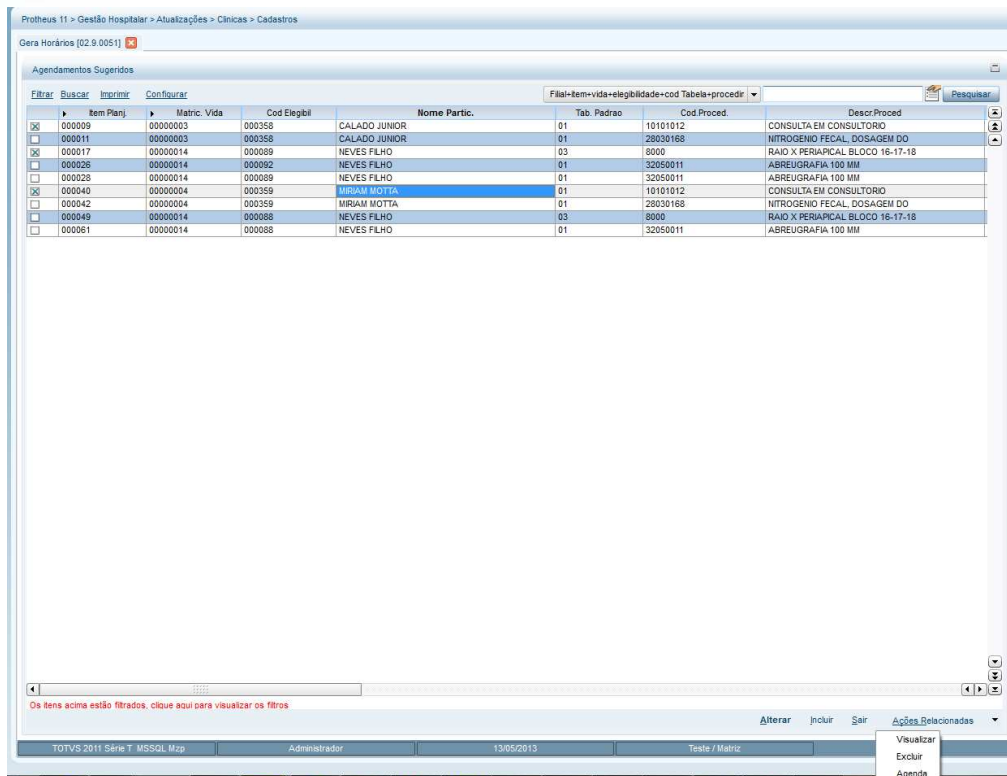 Protheus 11 > Gestão Hospitalar > Atualizações > Clinicas > Cadastros
Gera Horários [02.9.0051]
Agendamentos Sugeridos
Filtrar Buscar Imprimir Configurar Filial+item+vida+elegibilidade+cod Tabela+procedir Pesquisar
Item Planj. Matric. Vida Cod Elegibil Nome Partic. Tab. Padrao Cod.Proced. Descr.Proced
000009 00000003 000358 CALADO JUNIOR 01 10101012 CONSULTA EM CONSULTORIO
000011 00000003 000358 CALADO JUNIOR 01 28030168 NITROGENIO FECAL, DOSAGEM DO
000017 00000014 000089 NEVES FILHO 03 8000 RAIO X PERIAPICAL BLOCO 16-17-18
000026 00000014 000092 NEVES FILHO 01 32050011 ABREUGRAFIA 100 MM
000028 00000014 000089 NEVES FILHO 01 32050011 ABREUGRAFIA 100 MM
000040 00000004 000359 MIRIAM MOTTA 01 10101012 CONSULTA EM CONSULTORIO
000042 00000004 000359 MIRIAM MOTTA 01 28030168 NITROGENIO FECAL, DOSAGEM DO
000049 00000014 000088 NEVES FILHO 03 8000 RAIO X PERIAPICAL BLOCO 16-17-18
000061 00000014 000088 NEVES FILHO 01 32050011 ABREUGRAFIA 100 MM
Os itens acima estão filtrados, clique aqui para visualizar os filtros
Alterar Incluir Sair Ações Relacionadas
TOTVS 2011 Série T MSSQL Mzp Administrador 13/05/2013 Teste / Matriz
Visualizar
Excluir
Agenda